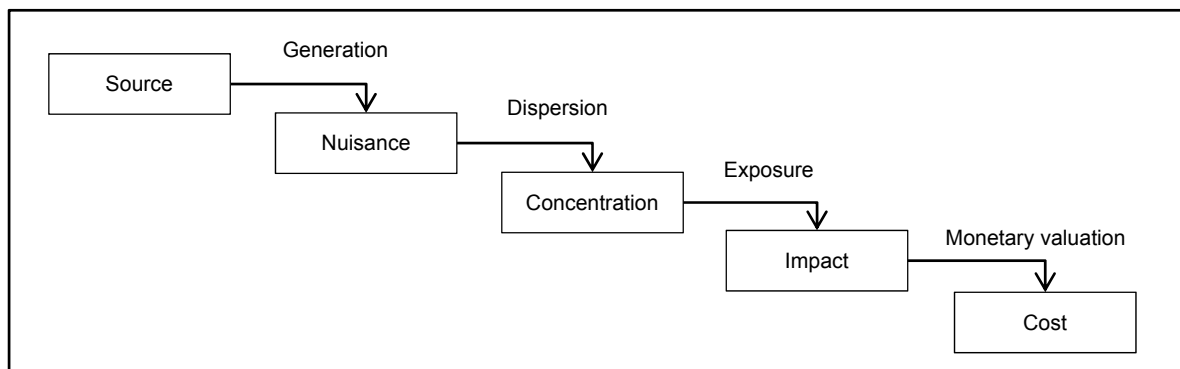 Generation
Source
Dispersion
Nuisance
Exposure
Concentration
Monetary valuation
Impact
Cost